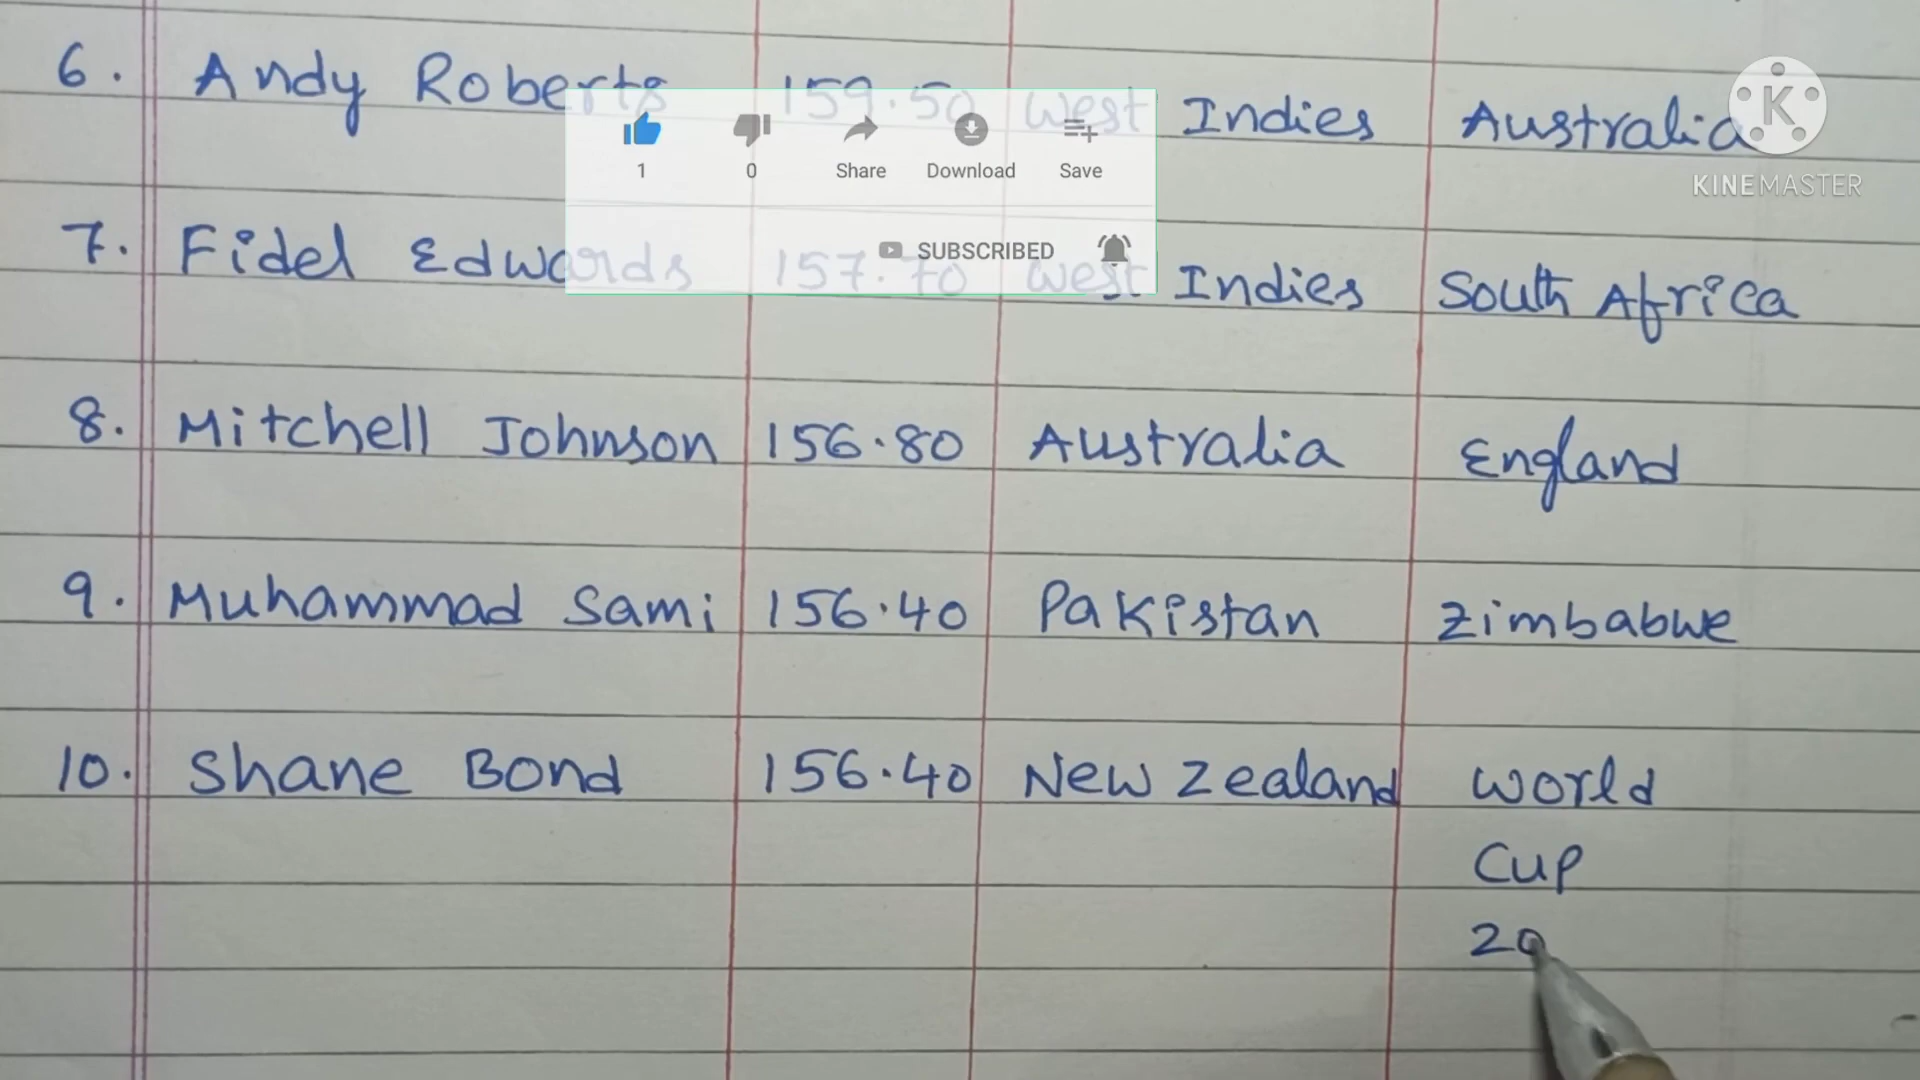 6. Andy Roberts 159.50 West Indies Australia
KINEMASTER
1 0 Share Download Save
7. Fidel Edwards 157.70 West Indies South Africa
SUBSCRIBED
8. Mitchell Johnson 156.80 Australia England
9. Muhammad Sami 156.40 Pakistan Zimbabwe
10. Shane Bond 156.40 New Zealand World
Cup
20